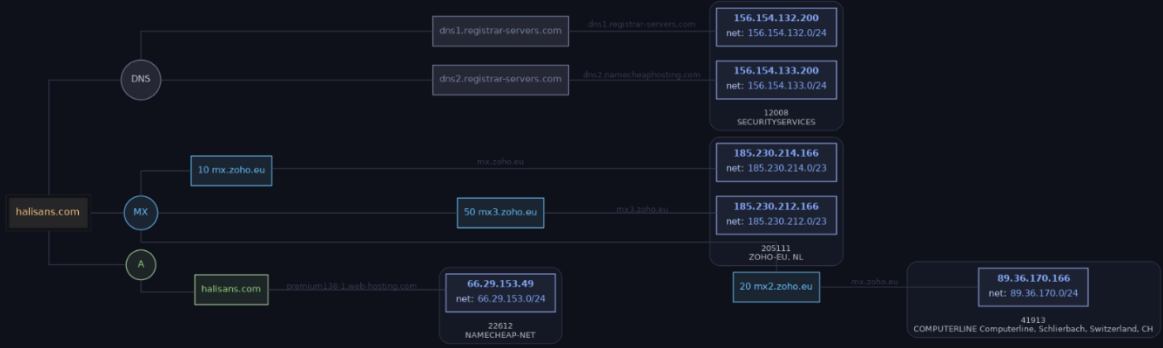 halisans.com
DNS
dns1.registrar-servers.com
dns1.registrar-servers.com
156.154.132.200
net: 156.154.132.0/24
dns2.registrar-servers.com
dns2.namecheaphosting.com
156.154.133.200
net: 156.154.133.0/24
12008
SECURITYSERVICES
MX
10 mx.zoho.eu
mx.zoho.eu
185.230.214.166
net: 185.230.214.0/23
50 mx3.zoho.eu
mx3.zoho.eu
185.230.212.166
net: 185.230.212.0/23
205111
ZOHO-EU, NL
20 mx2.zoho.eu
mx.zoho.eu
89.36.170.166
net: 89.36.170.0/24
41913
COMPUTERLINE Computerline, Schlierbach, Switzerland, CH
A
halisans.com
premium138-1.web-hosting.com
66.29.153.49
net: 66.29.153.0/24
22612
NAMECHEAP-NET